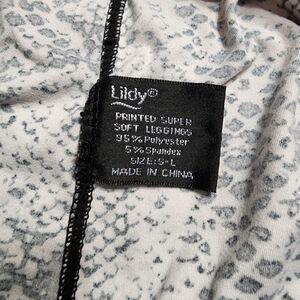 Lildy®
PRINTED SUPER
SOFT LEGGINGS
95% Polyester
5% Spandex
SIZE: S-L
MADE IN CHINA